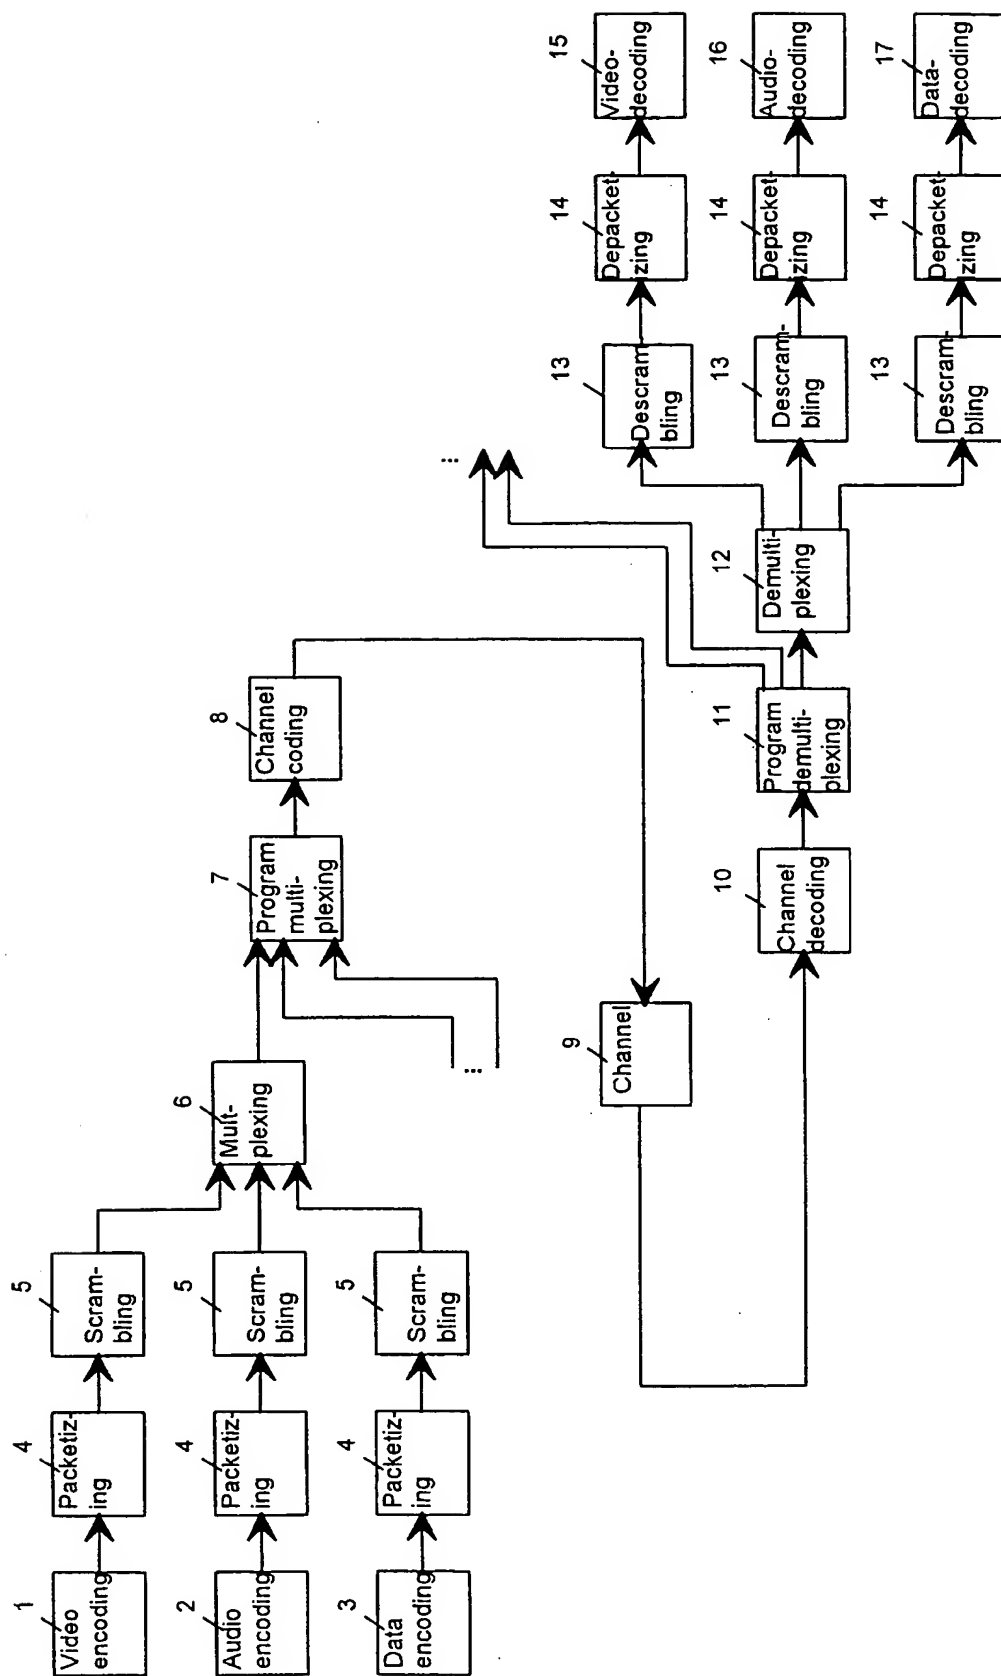 1
Video
encoding
4
Packetiz-
ing
5
Scram-
bling
2
Audio
encoding
4
Packetiz-
ing
5
Scram-
bling
3
Data
encoding
4
Packetiz-
ing
5
Scram-
bling
6
Mult-
plexing
...
7
Program
multi-
plexing
8
Channel
coding
9
Channel
10
Channel
decoding
11
Program
demulti-
plexing
...
12
Demulti-
plexing
13
Descram-
bling
14
Depacket-
izing
15
Video-
decoding
13
Descram-
bling
14
Depacket-
izing
16
Audio-
decoding
13
Descram-
bling
14
Depacket-
izing
17
Data-
decoding